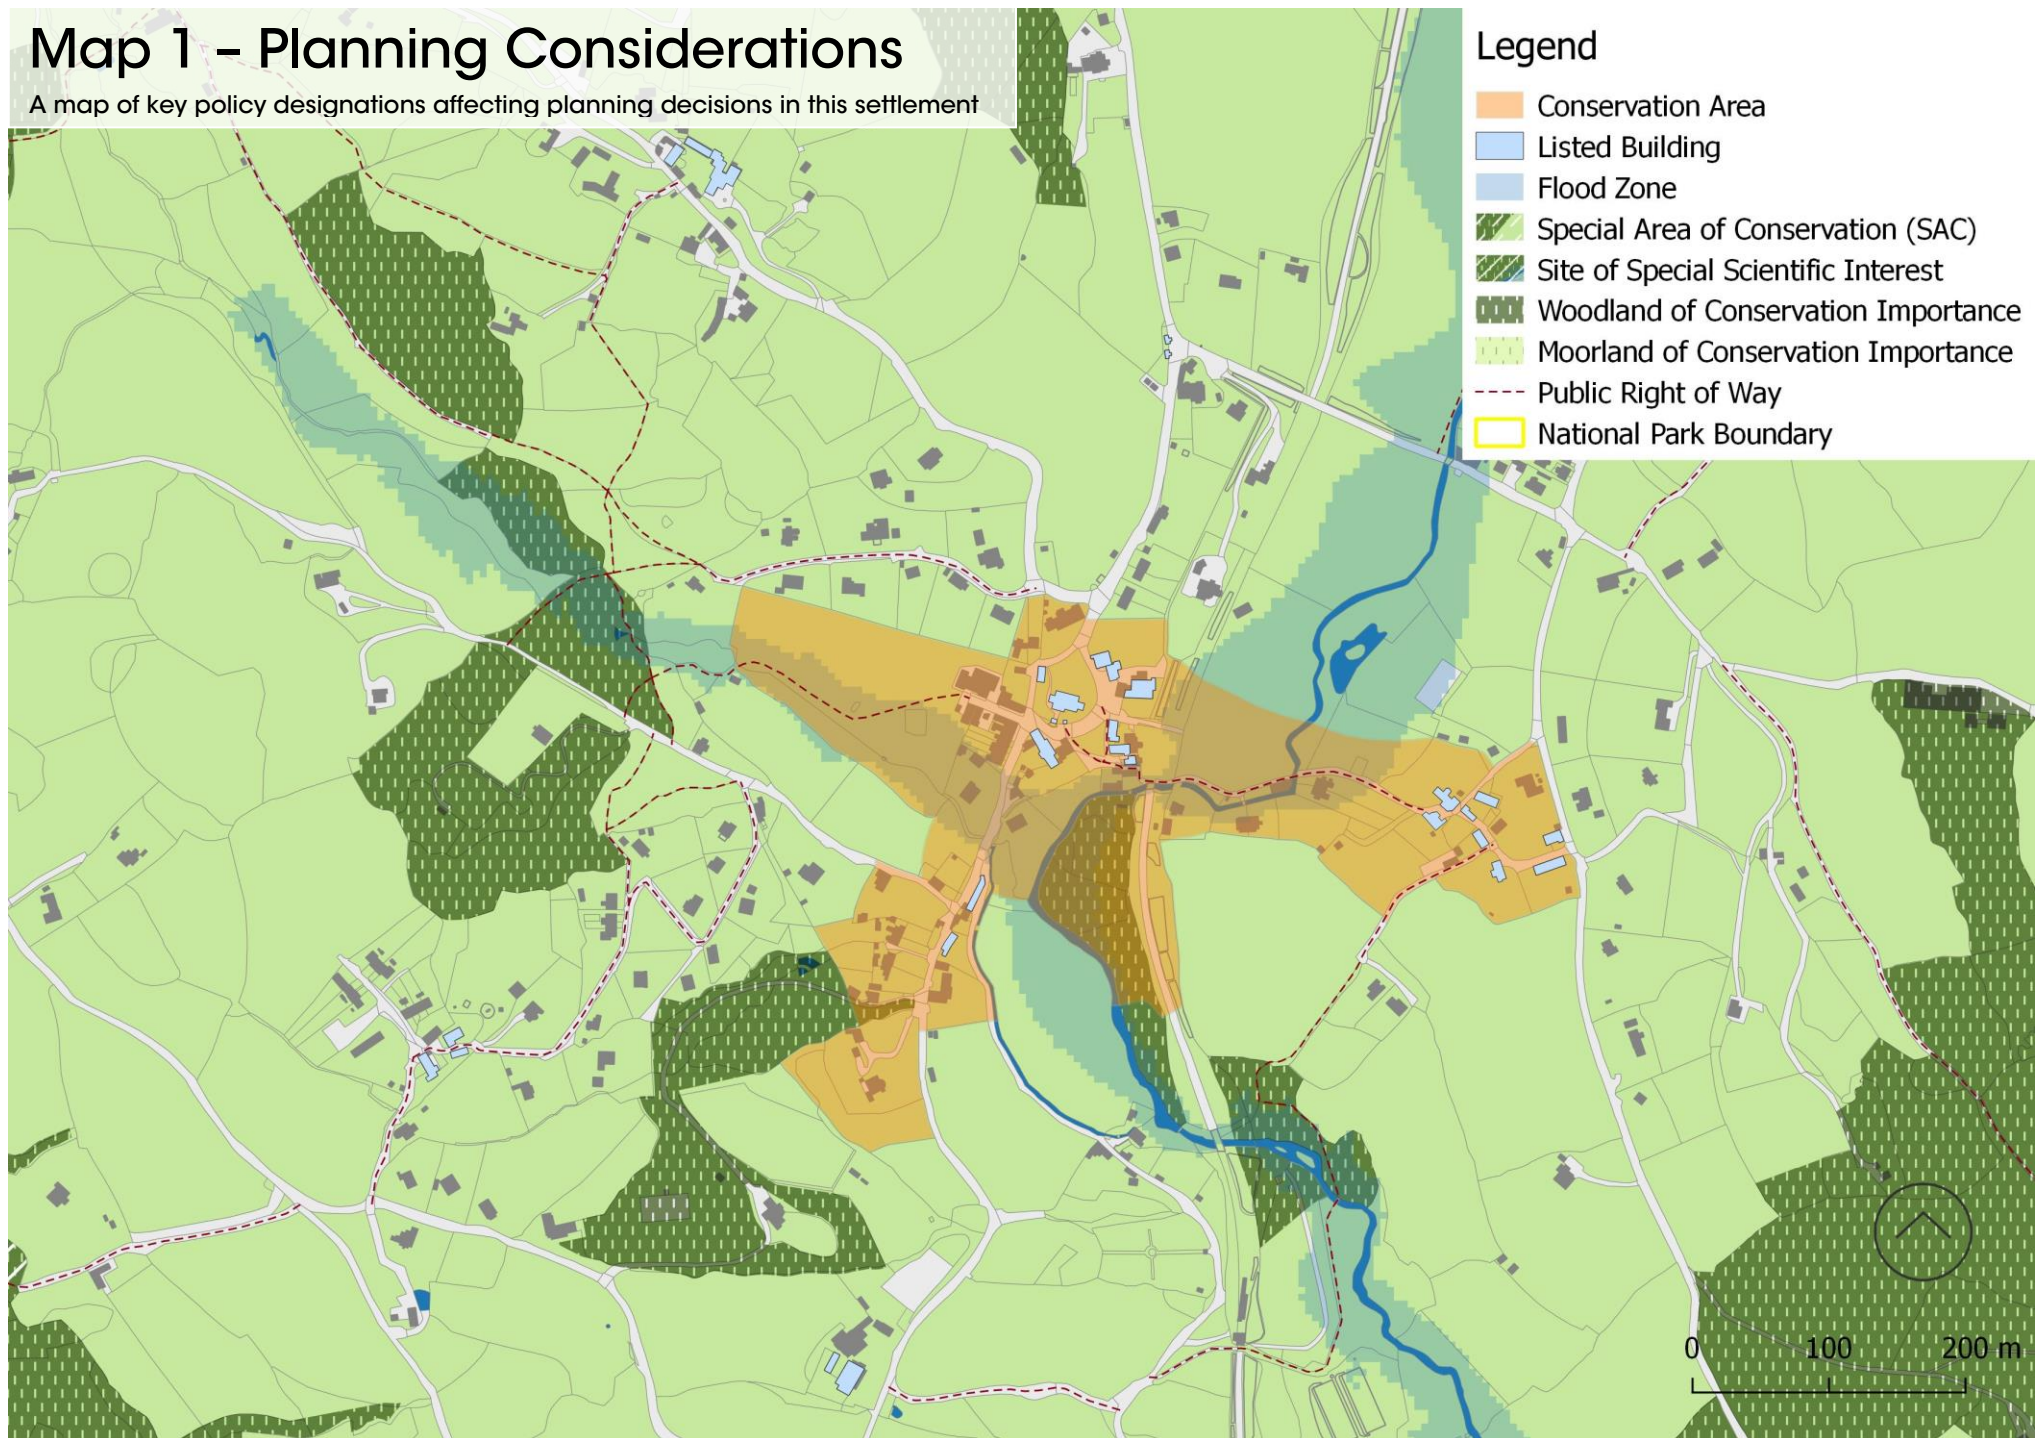 Map 1 – Planning Considerations
A map of key policy designations affecting planning decisions in this settlement
Legend
Conservation Area
Listed Building
Flood Zone
Special Area of Conservation (SAC)
Site of Special Scientific Interest
Woodland of Conservation Importance
Moorland of Conservation Importance
Public Right of Way
National Park Boundary
0 100 200 m